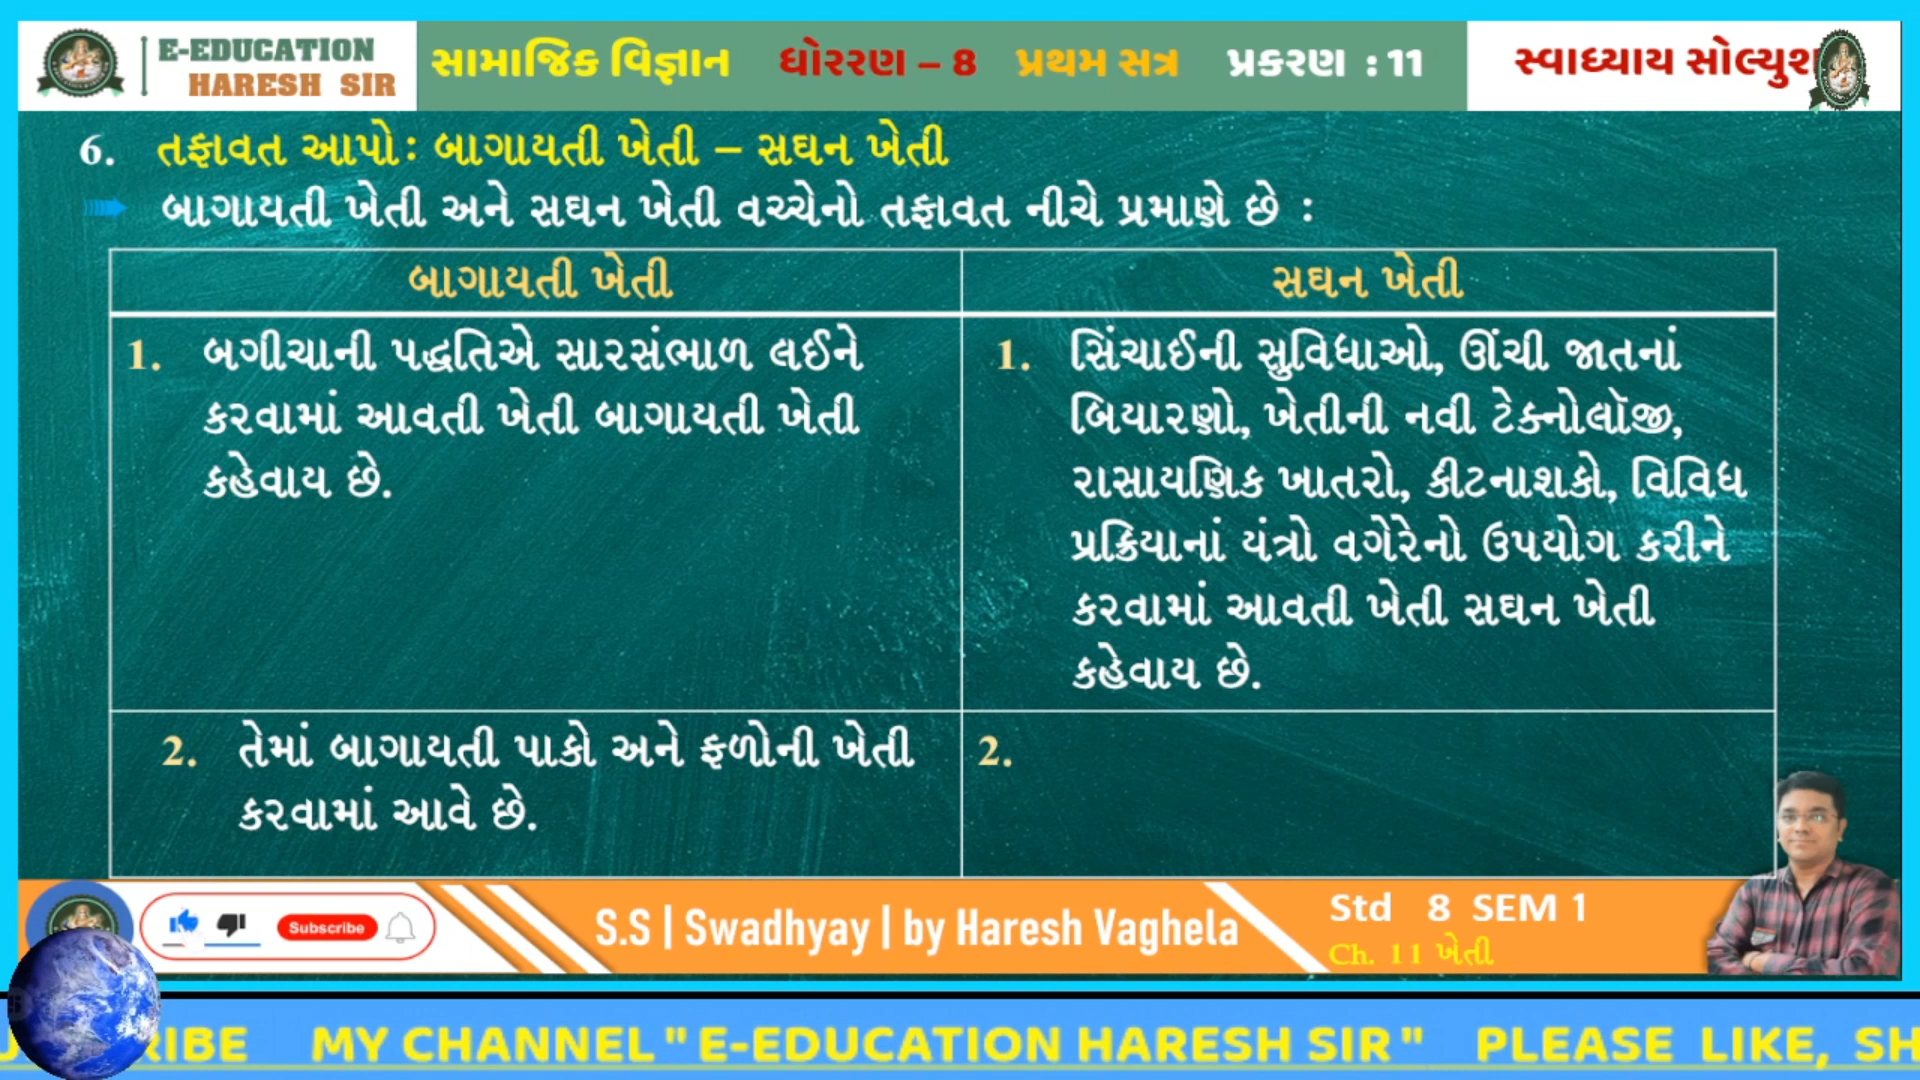 E-EDUCATION
HARESH SIR
સામાજિક વિજ્ઞાન ધોરરણ – 8 પ્રથમ સત્ર પ્રકરણ : 11
સ્વાધ્યાય
6. તફાવત આપો: બાગાયતી ખેતી – સઘન ખેતી
બાગાયતી ખેતી અને સઘન ખેતી વચ્ચેનો તફાવત નીચે પ્રમાણે છે :
બાગાયતી ખેતી
1. બગીચાની પદ્ધતિએ સારસંભાળ લઈને
કરવામાં આવતી ખેતી બાગાયતી ખેતી
કહેવાય છે.
સઘન ખેતી
1. સિંચાઈની સુવિધાઓ, ઊંચી જાતનાં
બિયારણો, ખેતીની નવી ટેક્નોલૉજી,
રાસાયણિક ખાતરો, કીટનાશકો, વિવિધ
પ્રક્રિયાનાં યંત્રો વગેરેનો ઉપયોગ કરીને
કરવામાં આવતી ખેતી સઘન ખેતી
કહેવાય છે.
2. તેમાં બાગાયતી પાકો અને ફળોની ખેતી
કરવામાં આવે છે.
2.
Subscribe
S.S | Swadhyay | by Haresh Vaghela
Std 8 SEM 1
Ch. 11 ખેતી
RIBE MY CHANNEL " E-EDUCATION HARESH SIR " PLEASE LIKE, SH